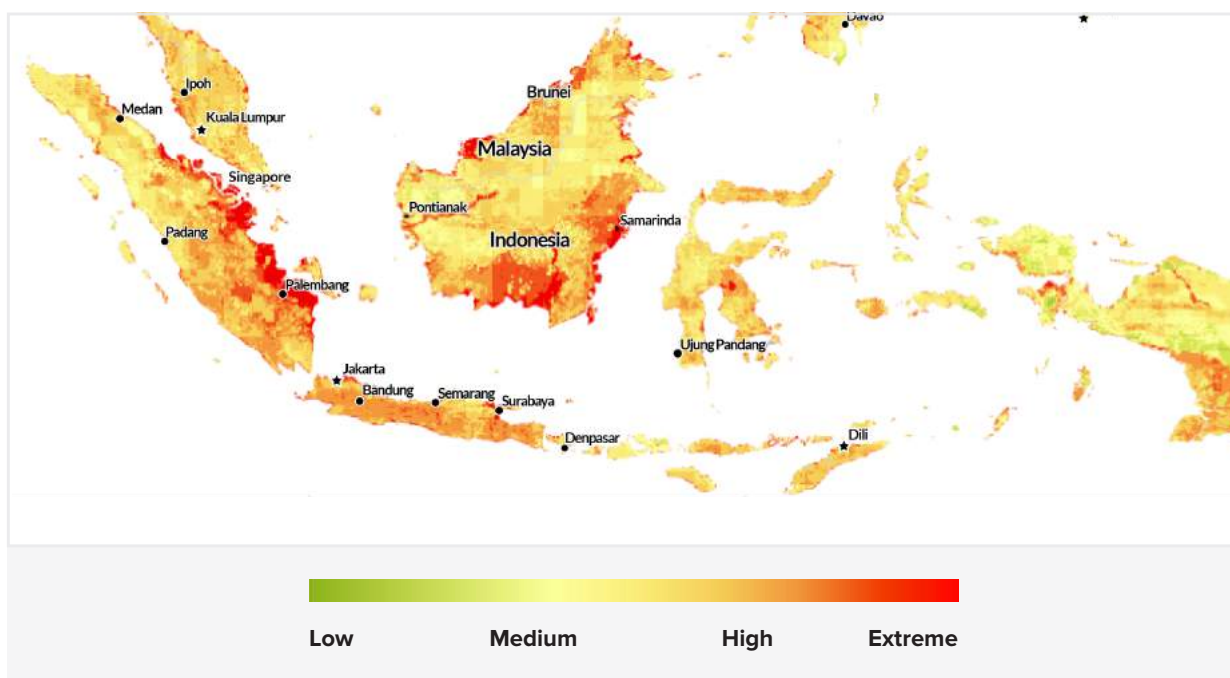 Davao
Ipoh
Brunei
Medan
Kuala Lumpur
Malaysia
Singapore
Pontianak
Samarinda
Padang
Indonesia
Palembang
Ujung Pandang
Jakarta
Bandung
Semarang
Surabaya
Denpasar
Dili
Low Medium High Extreme